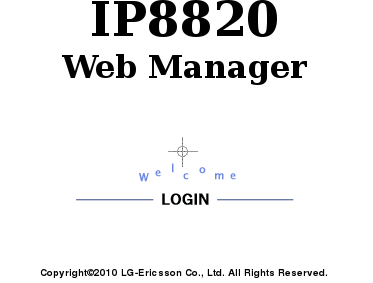 IP8820
Web Manager
Welcome
LOGIN
Copyright©2010 LG-Ericsson Co., Ltd. All Rights Reserved.